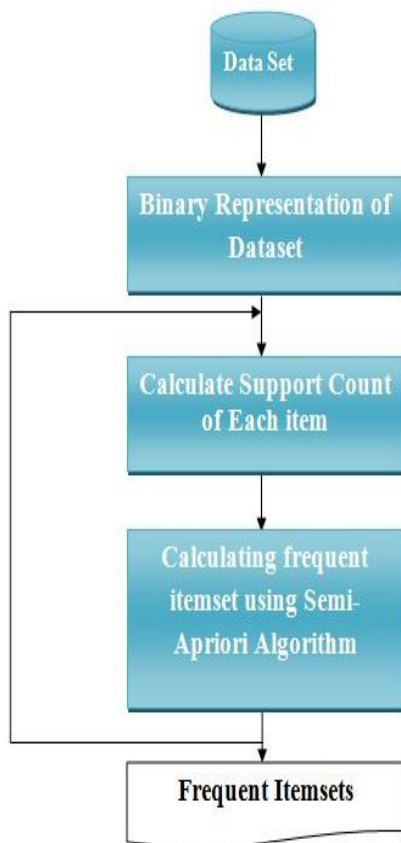 Data Set
Binary Representation of
Dataset
Calculate Support Count
of Each item
Calculating frequent
itemset using Semi-
Apriori Algorithm
Frequent Itemsets